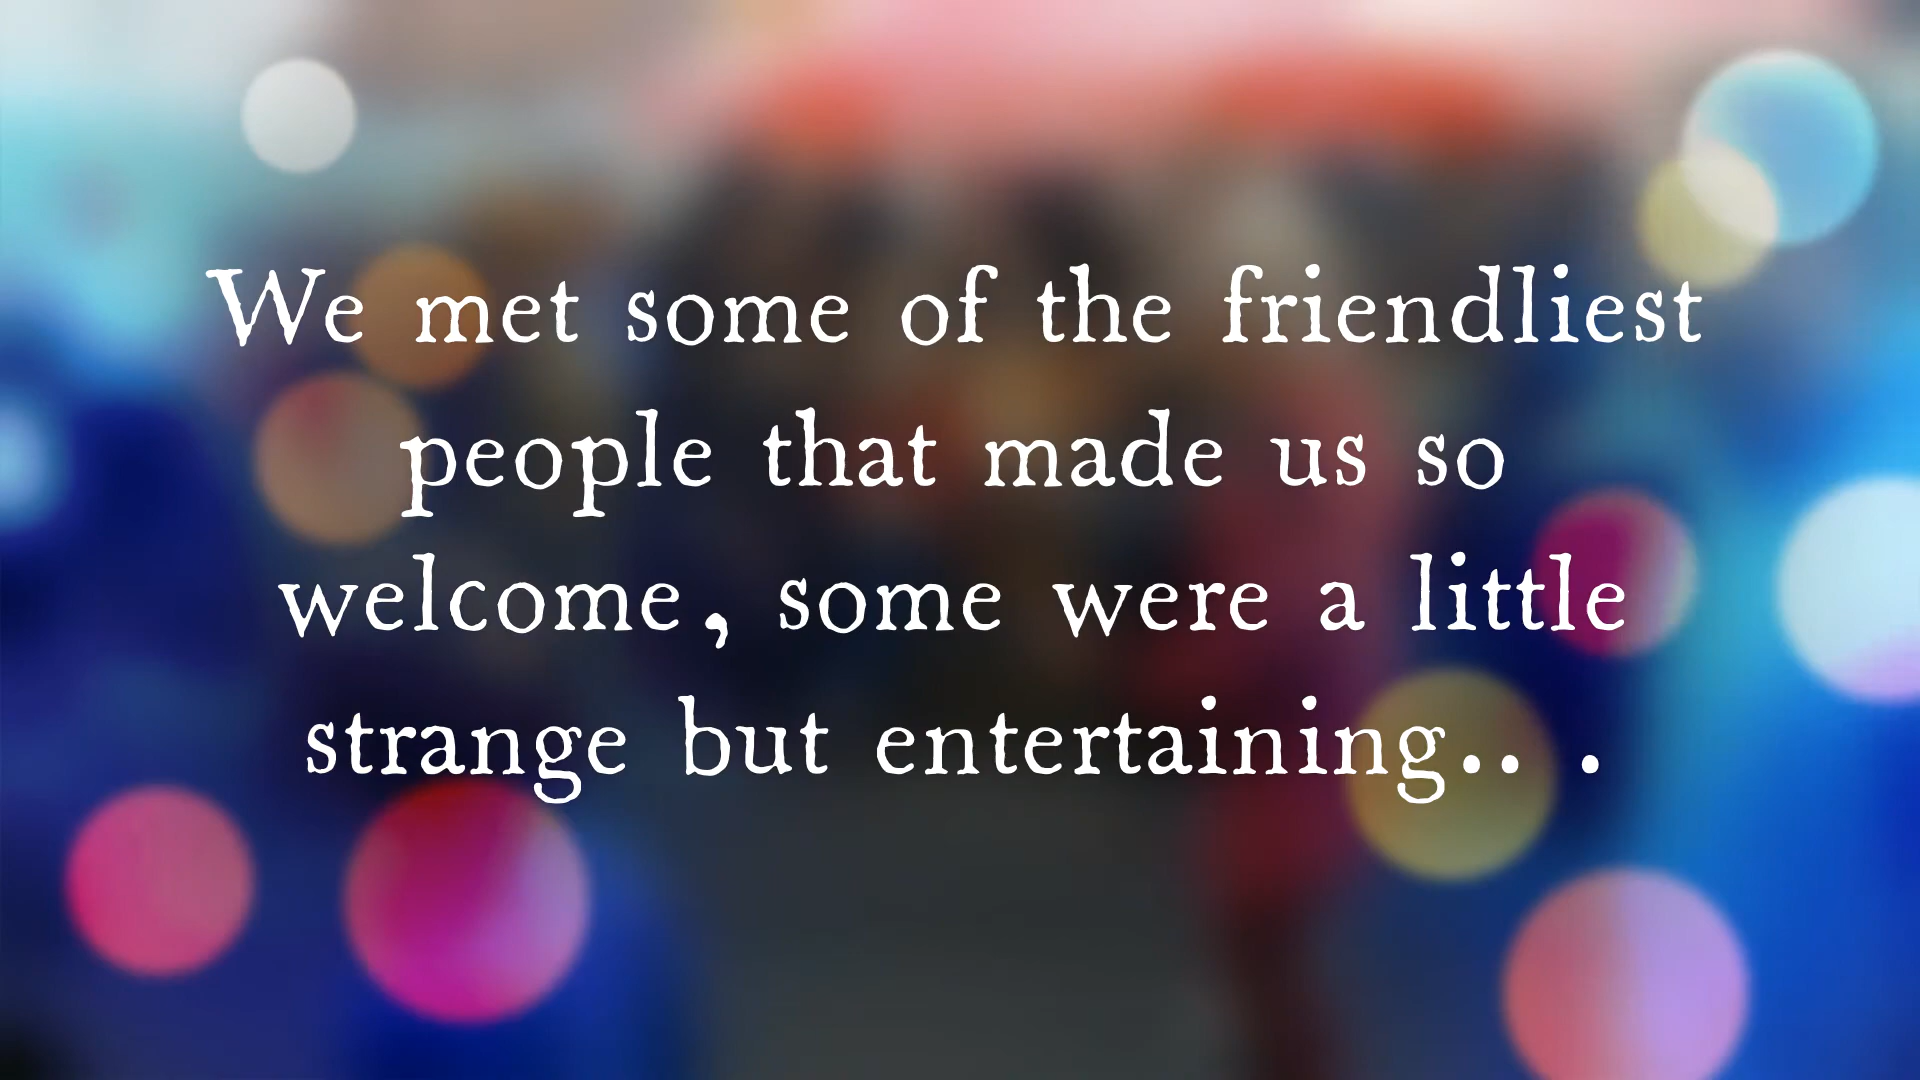 We met some of the friendliest
people that made us so
welcome, some were a little
strange but entertaining.. .